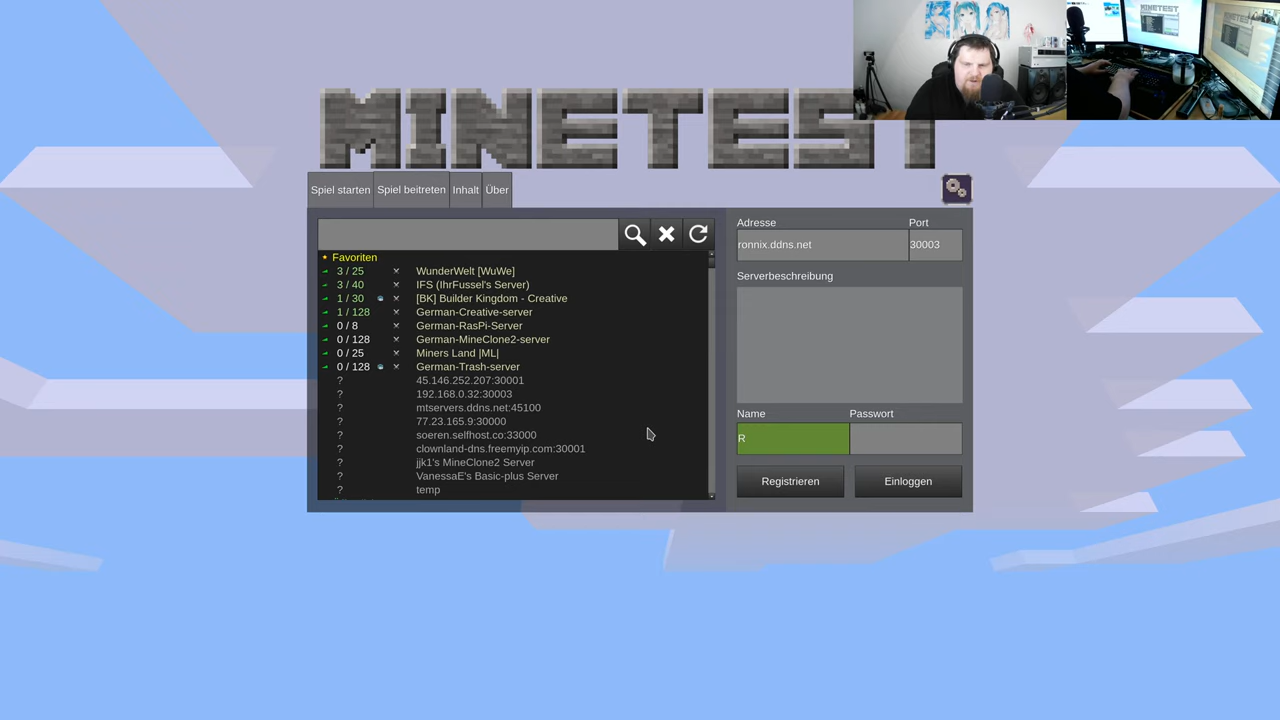 MINETEST
Spiel starten Spiel beitreten Inhalt Über
Adresse Port
ronnix.ddns.net 30003
Serverbeschreibung
Favoriten
3 / 25 WunderWelt [WuWe]
3 / 40 IFS (IhrFussel's Server)
1 / 30 [BK] Builder Kingdom - Creative
1 / 128 German-Creative-server
0 / 8 German-RasPi-Server
0 / 128 German-MineClone2-server
0 / 25 Miners Land |ML|
0 / 128 German-Trash-server
? 45.146.252.207:30001
? 192.168.0.32:30003
? mtservers.ddns.net:45100
? 77.23.165.9:30000
? soeren.selfhost.co:33000
? clownland-dns.freemyip.com:30001
? jjk1's MineClone2 Server
? VanessaE's Basic-plus Server
? temp
Name Passwort
R
Registrieren Einloggen